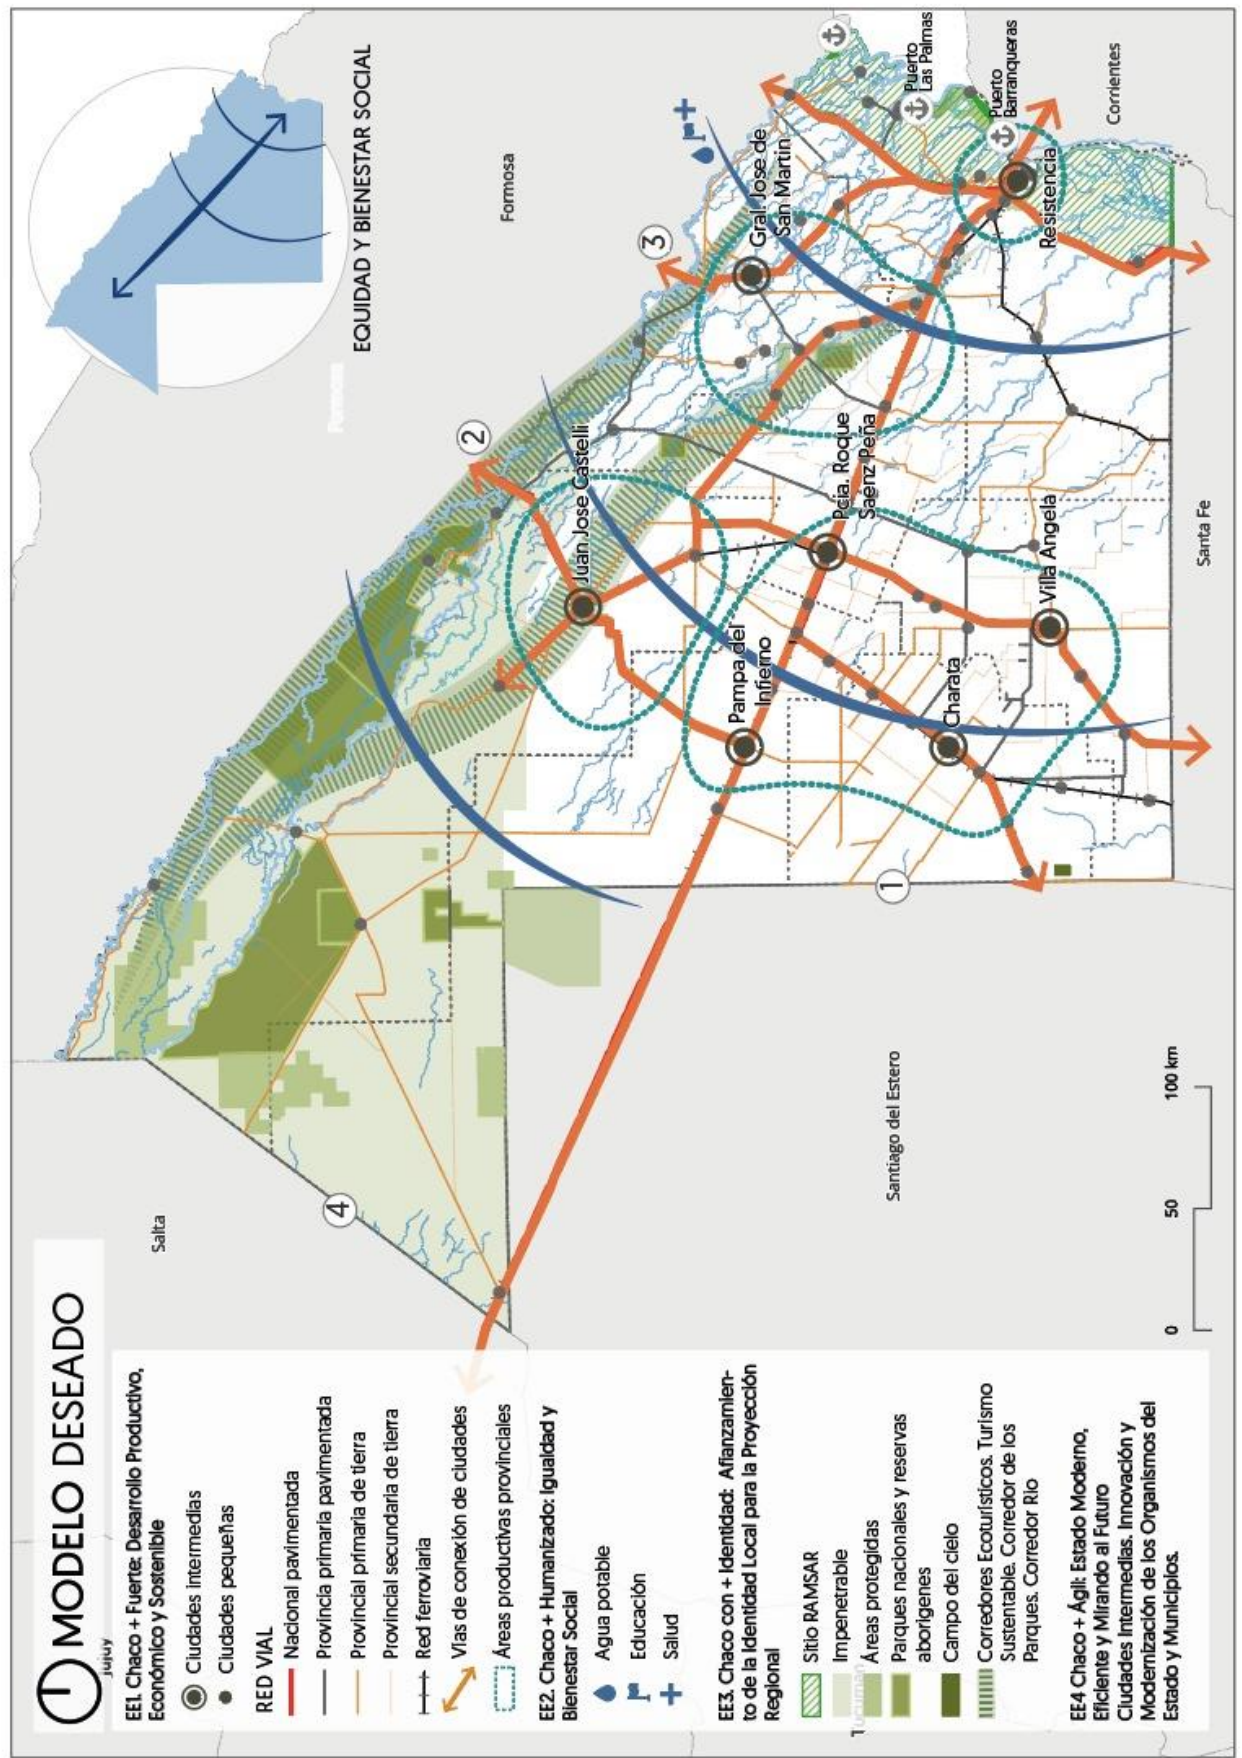 MODELO DESEADO
Jujuy
EE1. Chaco + Fuerte: Desarrollo Productivo,
Económico y Sostenible
Ciudades intermedias
Ciudades pequeñas
RED VIAL
Nacional pavimentada
Provincia primaria pavimentada
Provincial primaria de tierra
Provincial secundaria de tierra
Red ferroviaria
Vías de conexión de ciudades
Áreas productivas provinciales
EE2. Chaco + Humanizado: Igualdad y
Bienestar Social
Agua potable
Educación
Salud
EE3. Chaco con + Identidad: Afianzamien-
to de la Identidad Local para la Proyección
Regional
Sitio RAMSAR
Impenetrable
Tucumán
Áreas protegidas
Parques nacionales y reservas
aborígenes
Campo del cielo
Corredores Ecoturísticos. Turismo
Sustentable. Corredor de los
Parques. Corredor Rio
EE4 Chaco + Ágil: Estado Moderno,
Eficiente y Mirando al Futuro
Ciudades Intermedias. Innovación y
Modernización de los Organismos del
Estado y Municipios.
Salta
4
Santiago del Estero
0 50 100 km
1
Formosa
EQUIDAD Y BIENESTAR SOCIAL
Formosa
2
3
Juan Jose Castelli
Pampa del
Infierno
Charata
Pcia. Roque
Saenz Peña
Villa Angela
Santa Fe
Gral. Jose de
San Martin
Resistencia
Puerto
Las Palmas
Puerto
Barranqueras
Corrientes